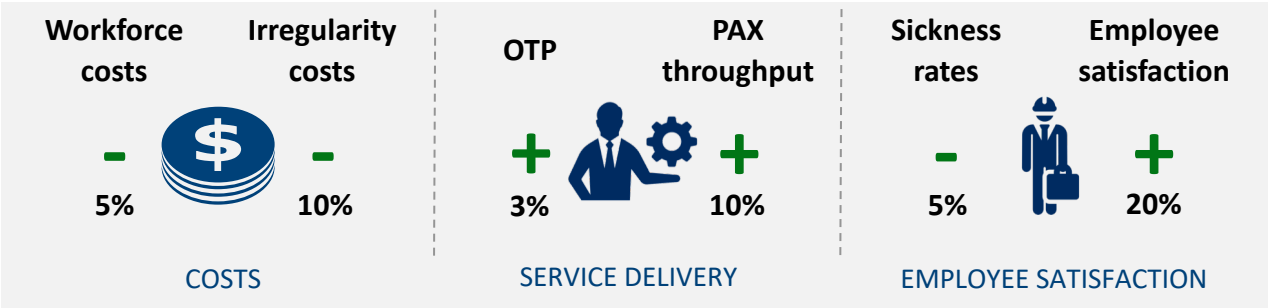 Workforce
costs
Irregularity
costs
-
$
-
5%
10%
COSTS
OTP
PAX
throughput
+
+
3%
10%
SERVICE DELIVERY
Sickness
rates
Employee
satisfaction
-
+
5%
20%
EMPLOYEE SATISFACTION